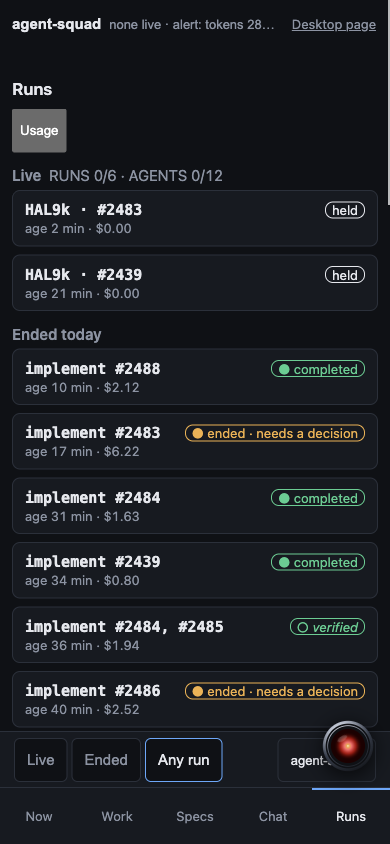 agent-squad none live · alert: tokens 28... Desktop page
Runs
Usage
Live RUNS 0/6 · AGENTS 0/12
HAL9k · #2483 held
age 2 min · $0.00
HAL9k · #2439 held
age 21 min · $0.00
Ended today
implement #2488 completed
age 10 min · $2.12
implement #2483 ended · needs a decision
age 17 min · $6.22
implement #2484 completed
age 31 min · $1.63
implement #2439 completed
age 34 min · $0.80
implement #2484, #2485 verified
age 36 min · $1.94
implement #2486 ended · needs a decision
age 40 min · $2.52
Live Ended Any run
Now Work Specs Chat Runs